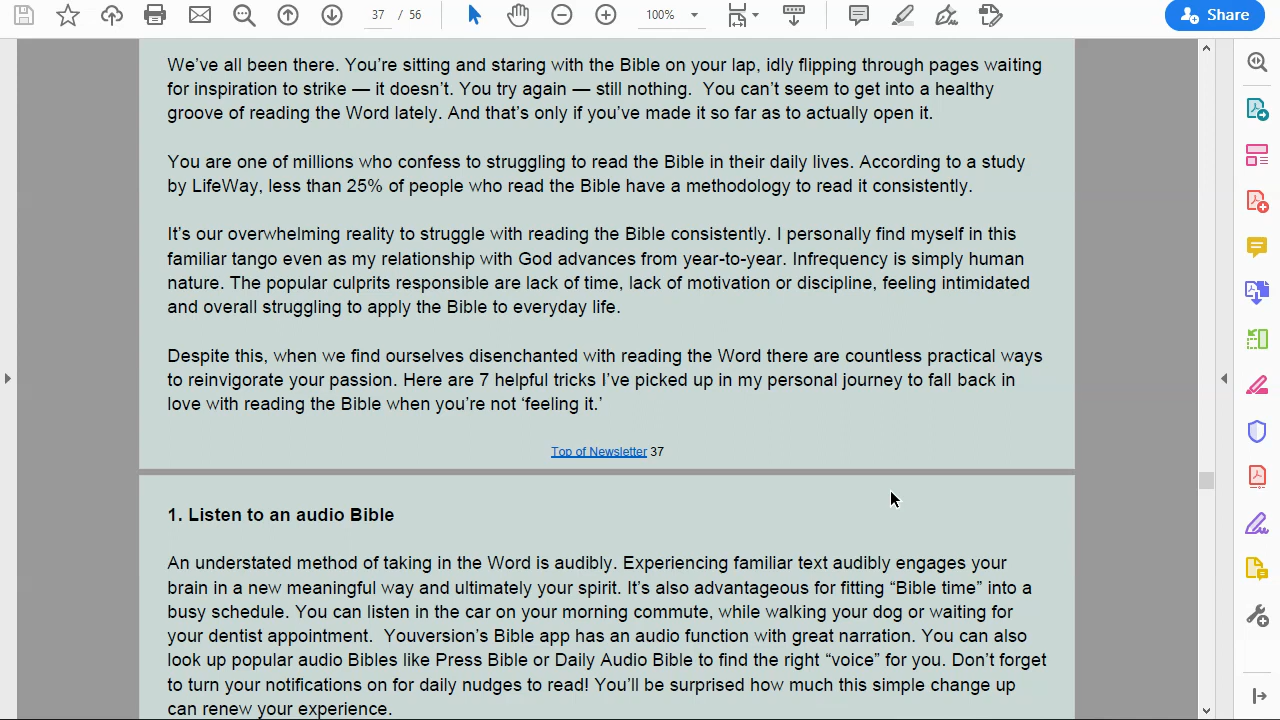 37 / 56
100%
Share
We’ve all been there. You’re sitting and staring with the Bible on your lap, idly flipping through pages waiting
for inspiration to strike — it doesn’t. You try again — still nothing.  You can’t seem to get into a healthy
groove of reading the Word lately. And that’s only if you’ve made it so far as to actually open it.
You are one of millions who confess to struggling to read the Bible in their daily lives. According to a study
by LifeWay, less than 25% of people who read the Bible have a methodology to read it consistently.
It’s our overwhelming reality to struggle with reading the Bible consistently. I personally find myself in this
familiar tango even as my relationship with God advances from year-to-year. Infrequency is simply human
nature. The popular culprits responsible are lack of time, lack of motivation or discipline, feeling intimidated
and overall struggling to apply the Bible to everyday life.
Despite this, when we find ourselves disenchanted with reading the Word there are countless practical ways
to reinvigorate your passion. Here are 7 helpful tricks I’ve picked up in my personal journey to fall back in
love with reading the Bible when you’re not ‘feeling it.’
Top of Newsletter 37
1. Listen to an audio Bible
An understated method of taking in the Word is audibly. Experiencing familiar text audibly engages your
brain in a new meaningful way and ultimately your spirit. It’s also advantageous for fitting “Bible time” into a
busy schedule. You can listen in the car on your morning commute, while walking your dog or waiting for
your dentist appointment.  Youversion’s Bible app has an audio function with great narration. You can also
look up popular audio Bibles like Press Bible or Daily Audio Bible to find the right “voice” for you. Don’t forget
to turn your notifications on for daily nudges to read! You’ll be surprised how much this simple change up
can renew your experience.